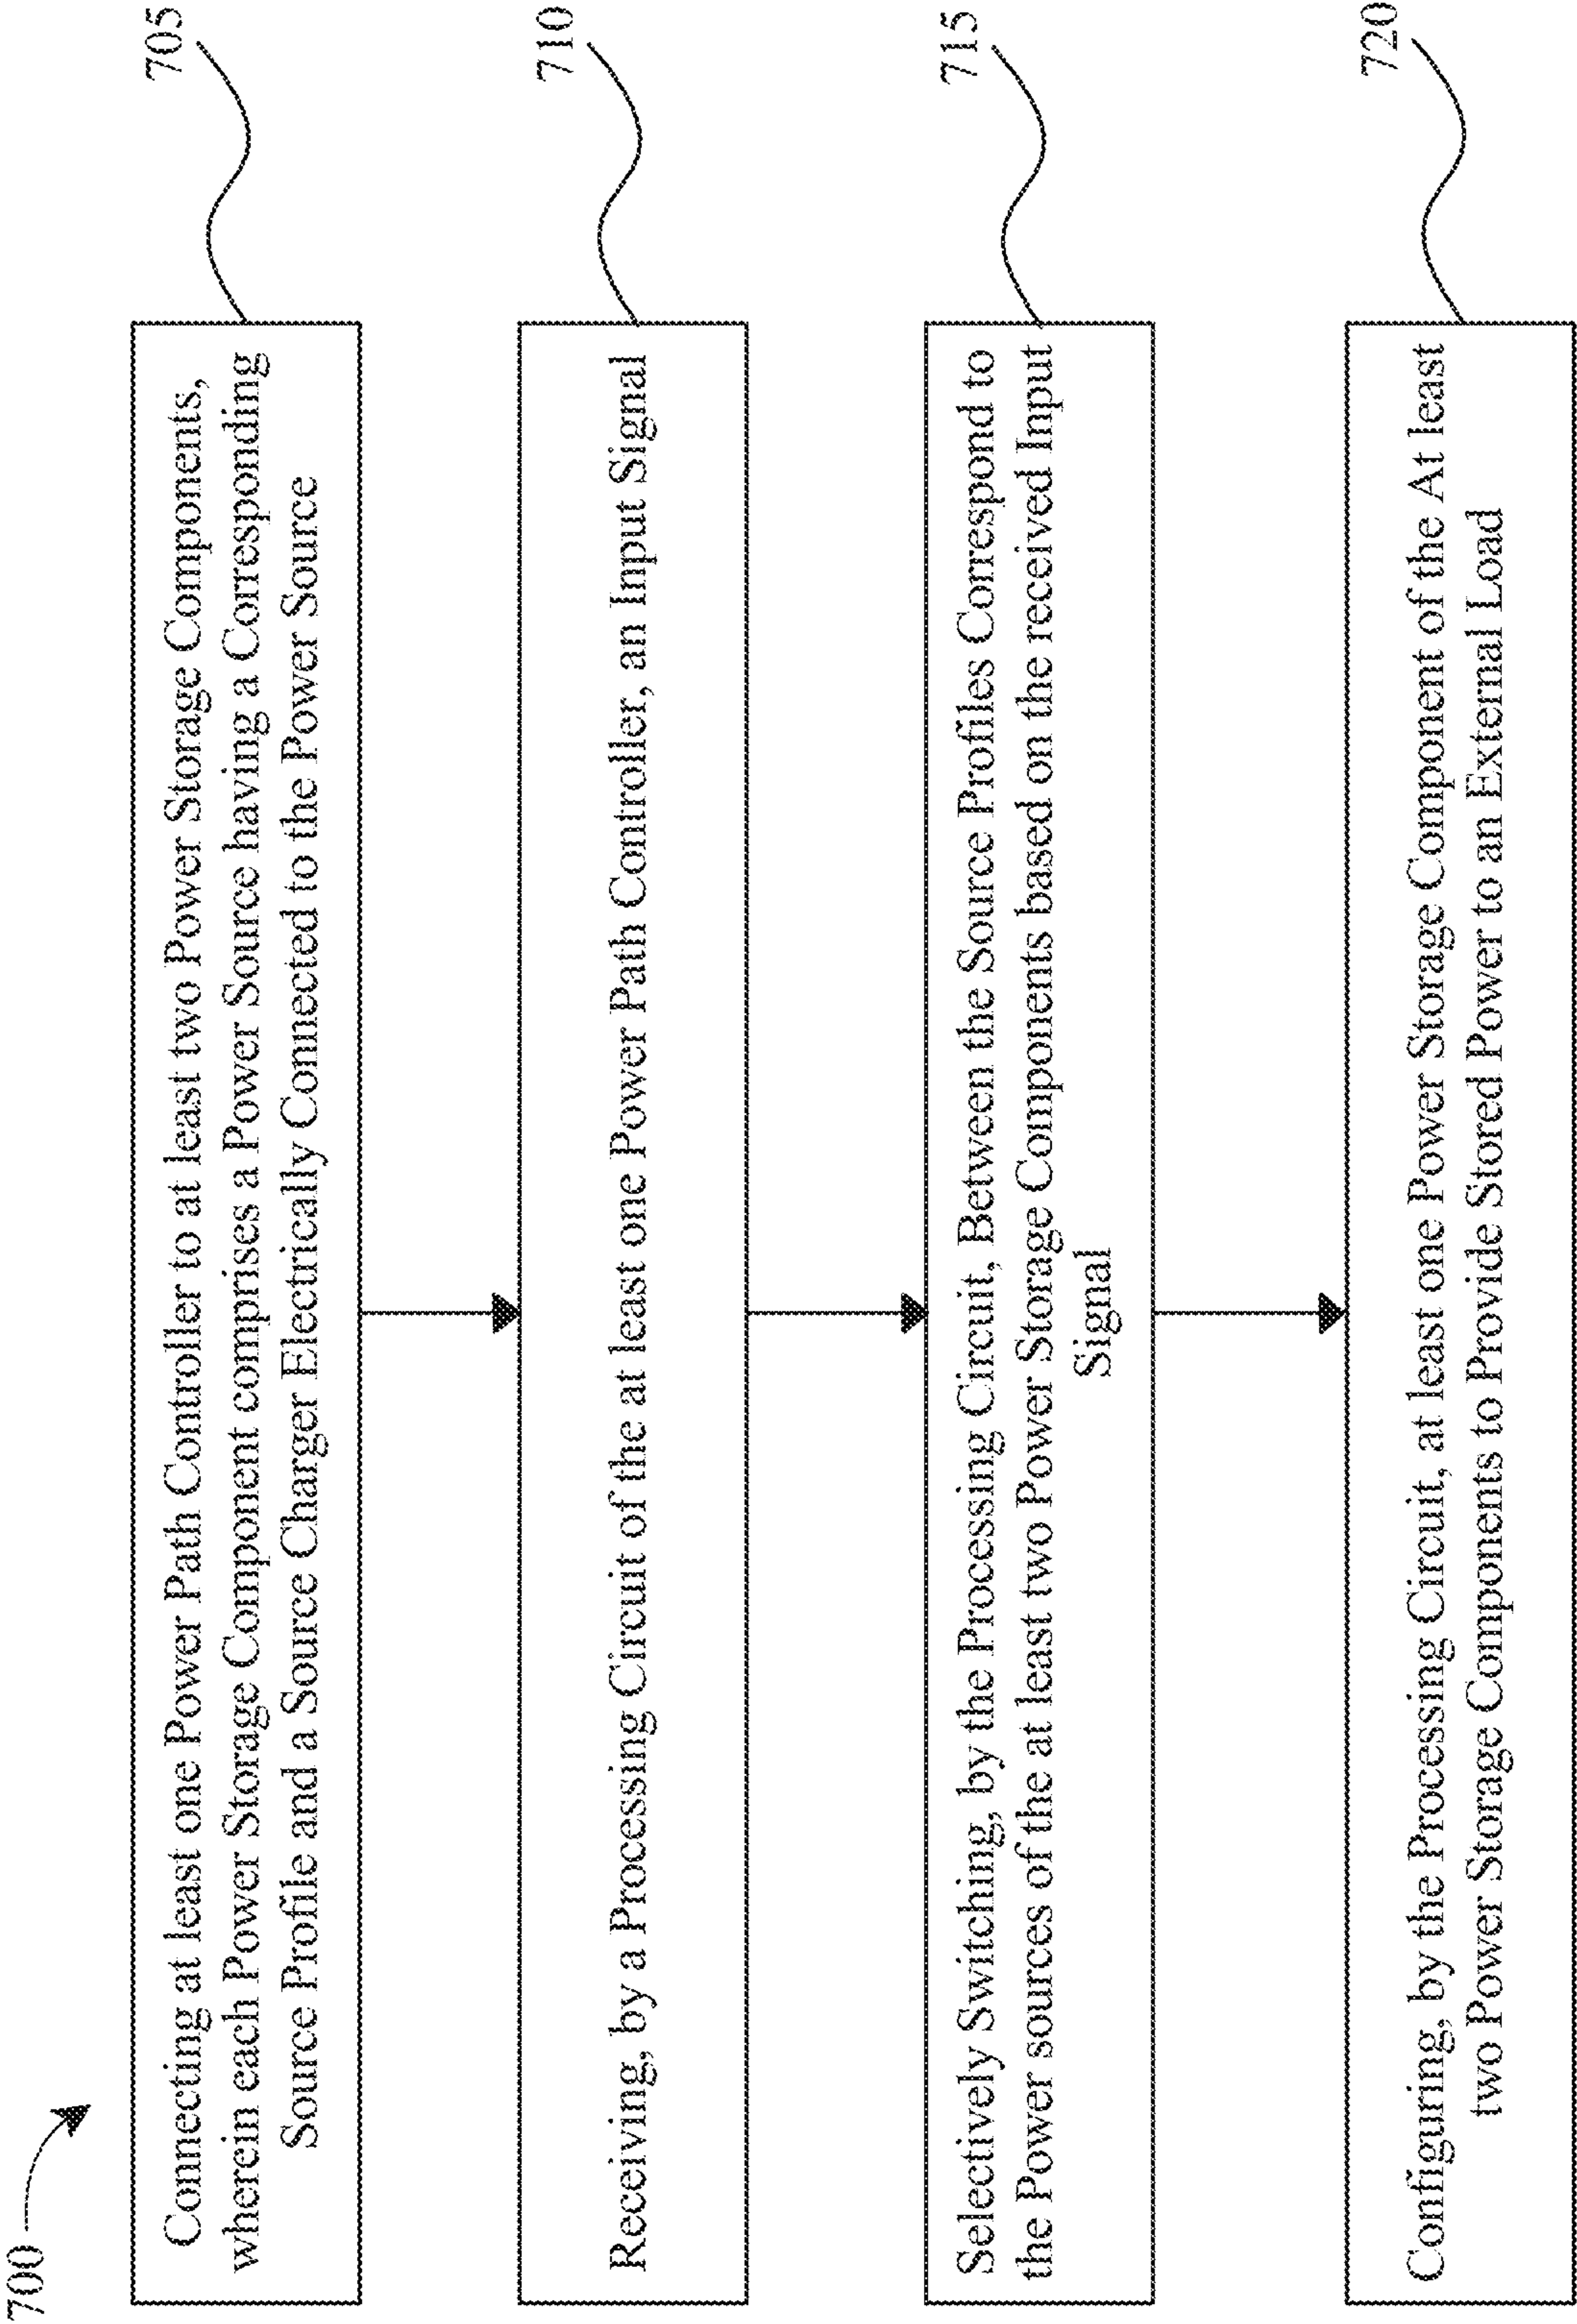 700
705
Connecting at least one Power Path Controller to at least two Power Storage Components,
wherein each Power Storage Component comprises a Power Source having a Corresponding
Source Profile and a Source Charger Electrically Connected to the Power Source
710
Receiving, by a Processing Circuit of the at least one Power Path Controller, an Input Signal
715
Selectively Switching, by the Processing Circuit, Between the Source Profiles Correspond to
the Power sources of the at least two Power Storage Components based on the received Input
Signal
720
Configuring, by the Processing Circuit, at least one Power Storage Component of the At least
two Power Storage Components to Provide Stored Power to an External Load